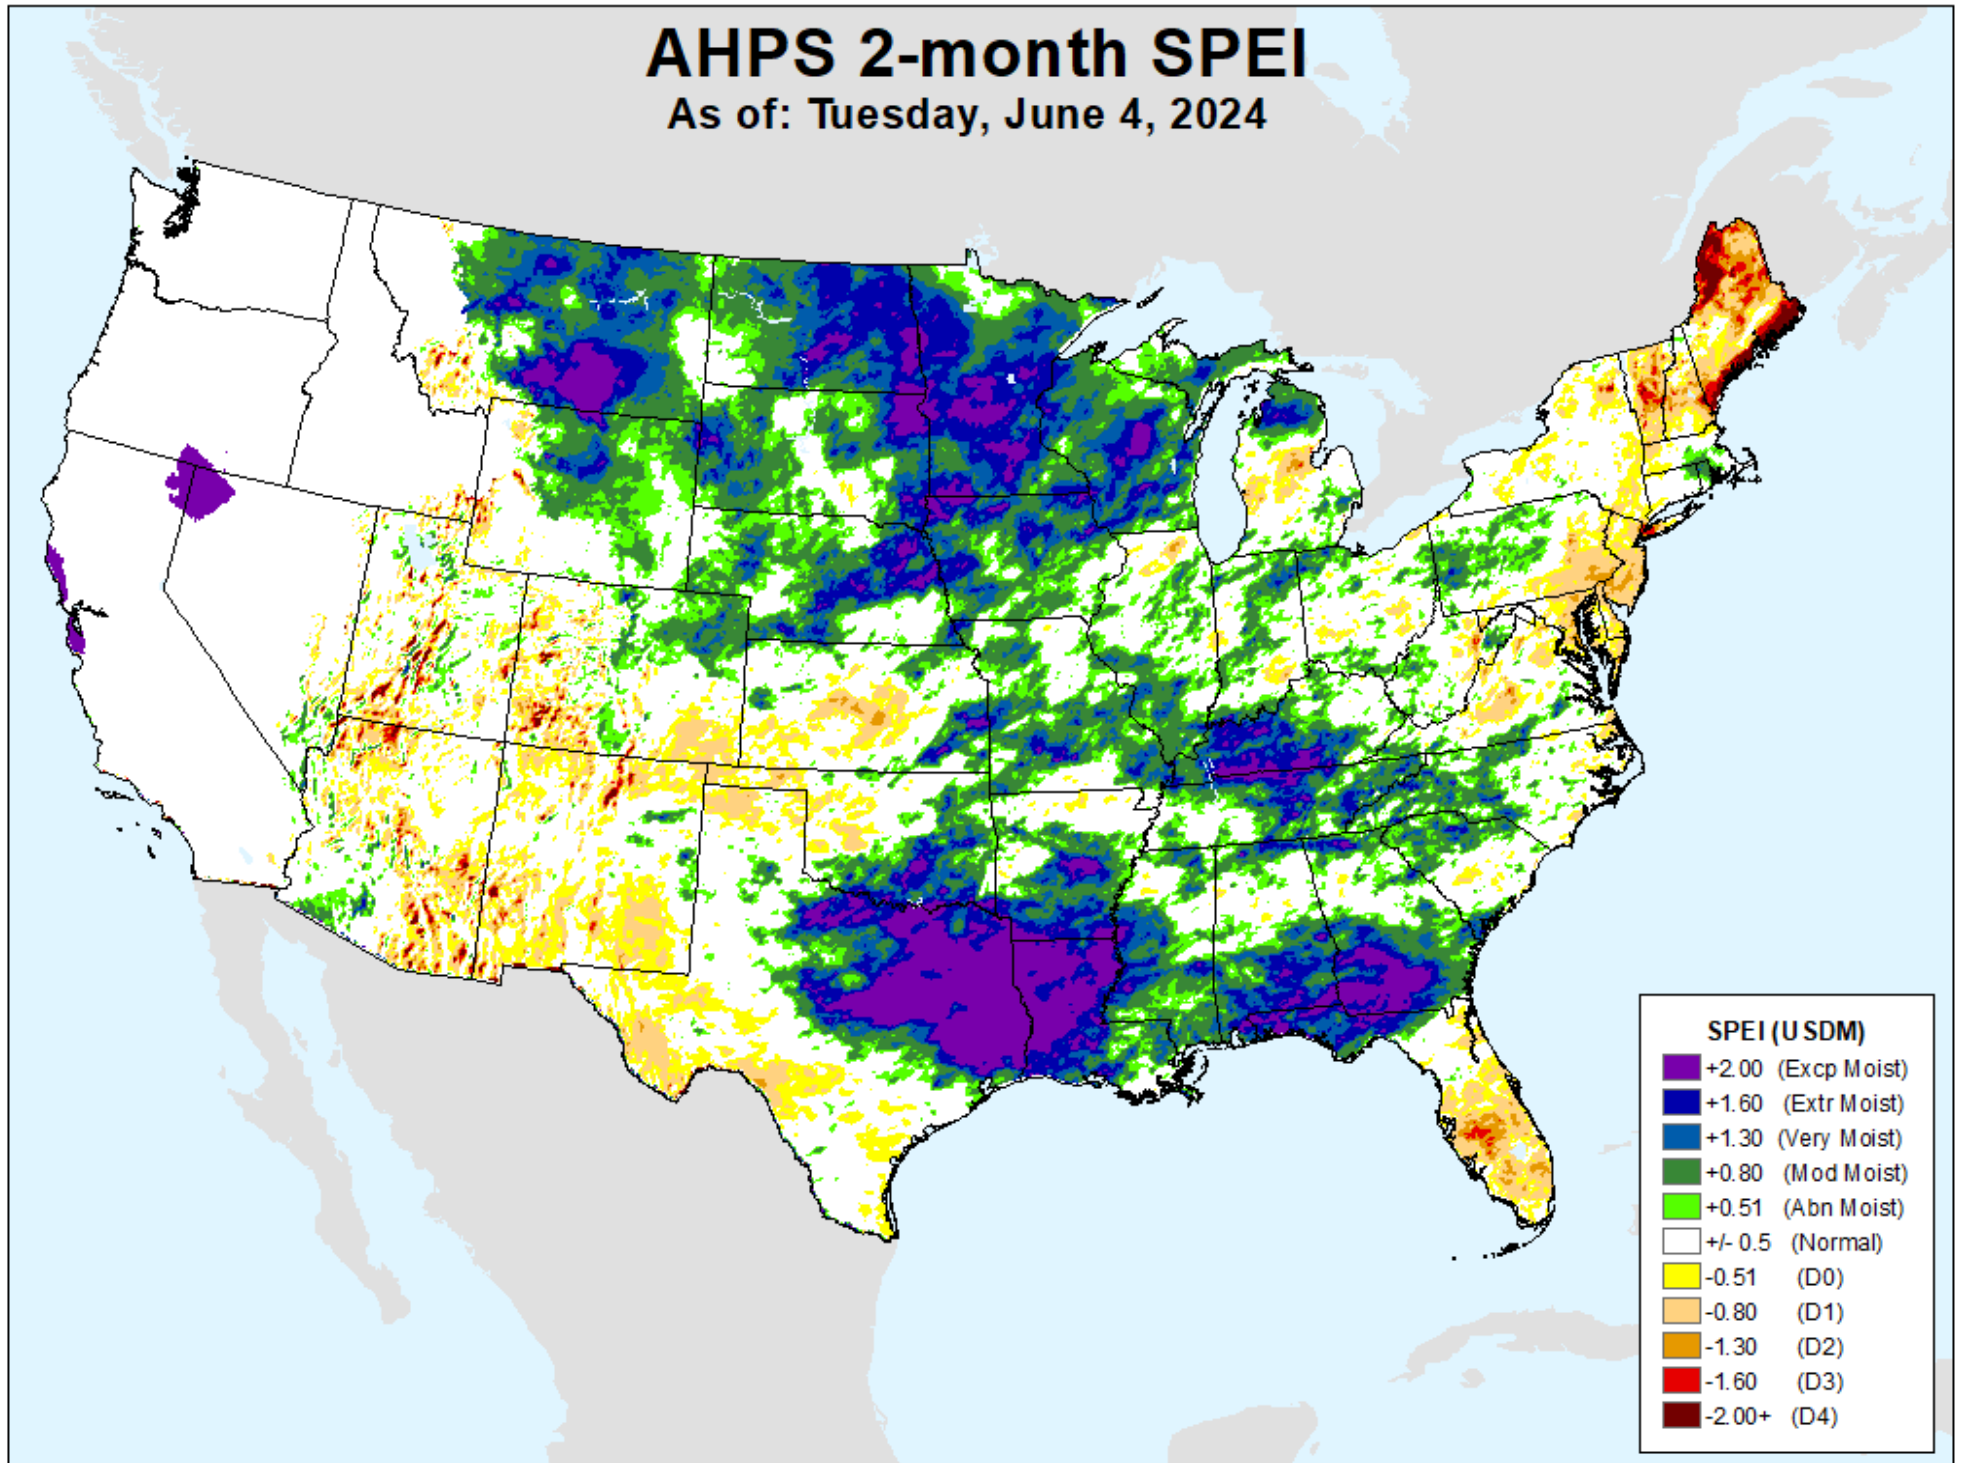 AHPS 2-month SPEI
As of: Tuesday, June 4, 2024
SPEI (USDM)
+2.00 (Excp Moist)
+1.60 (Extr Moist)
+1.30 (Very Moist)
+0.80 (Mod Moist)
+0.51 (Abn Moist)
+/- 0.5 (Normal)
-0.51 (D0)
-0.80 (D1)
-1.30 (D2)
-1.60 (D3)
-2.00+ (D4)